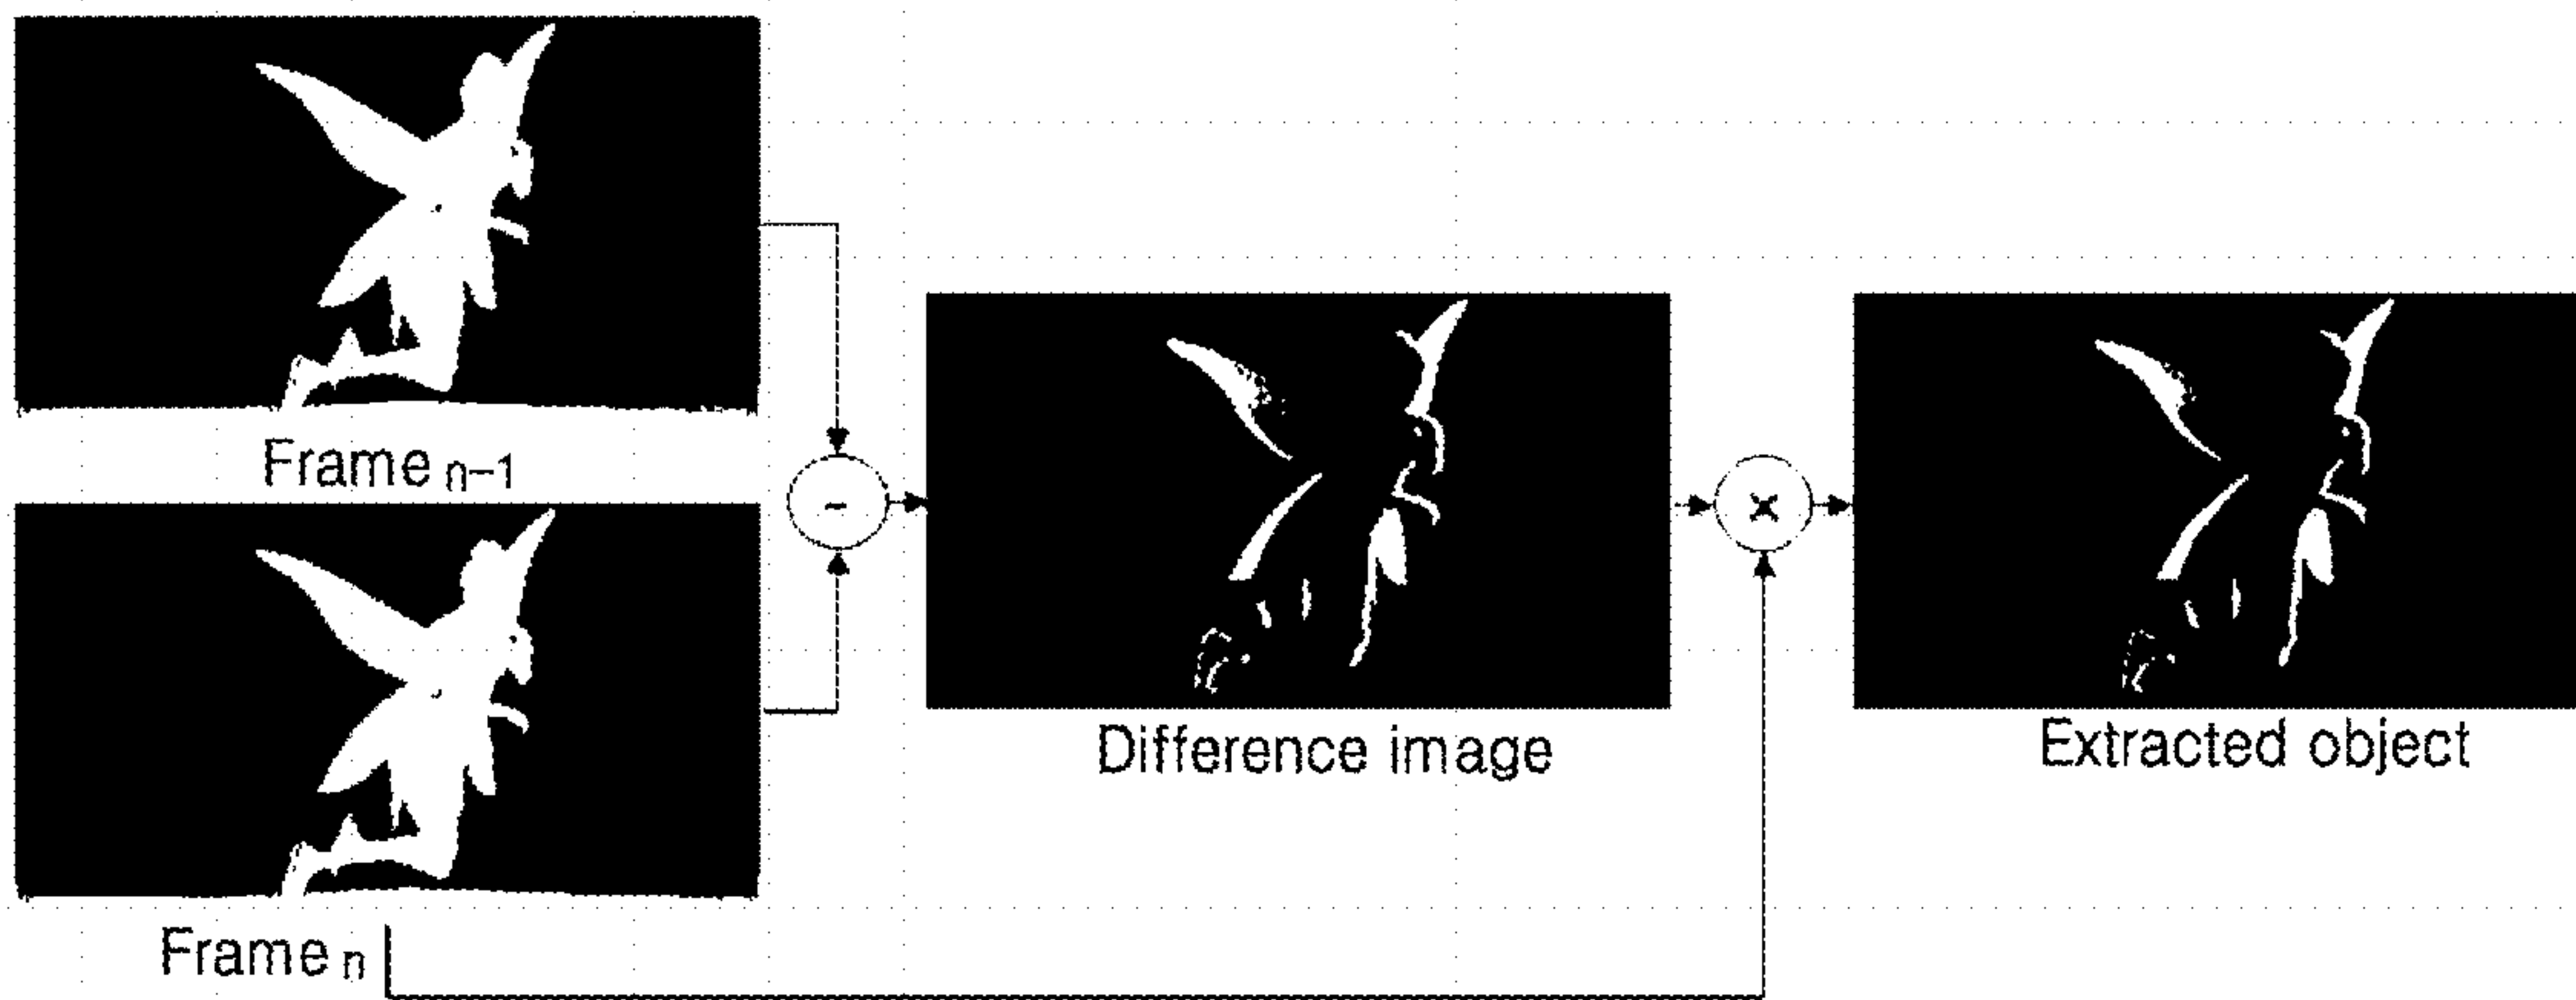 Frame n-1
-
×
Difference image
Extracted object
Frame n